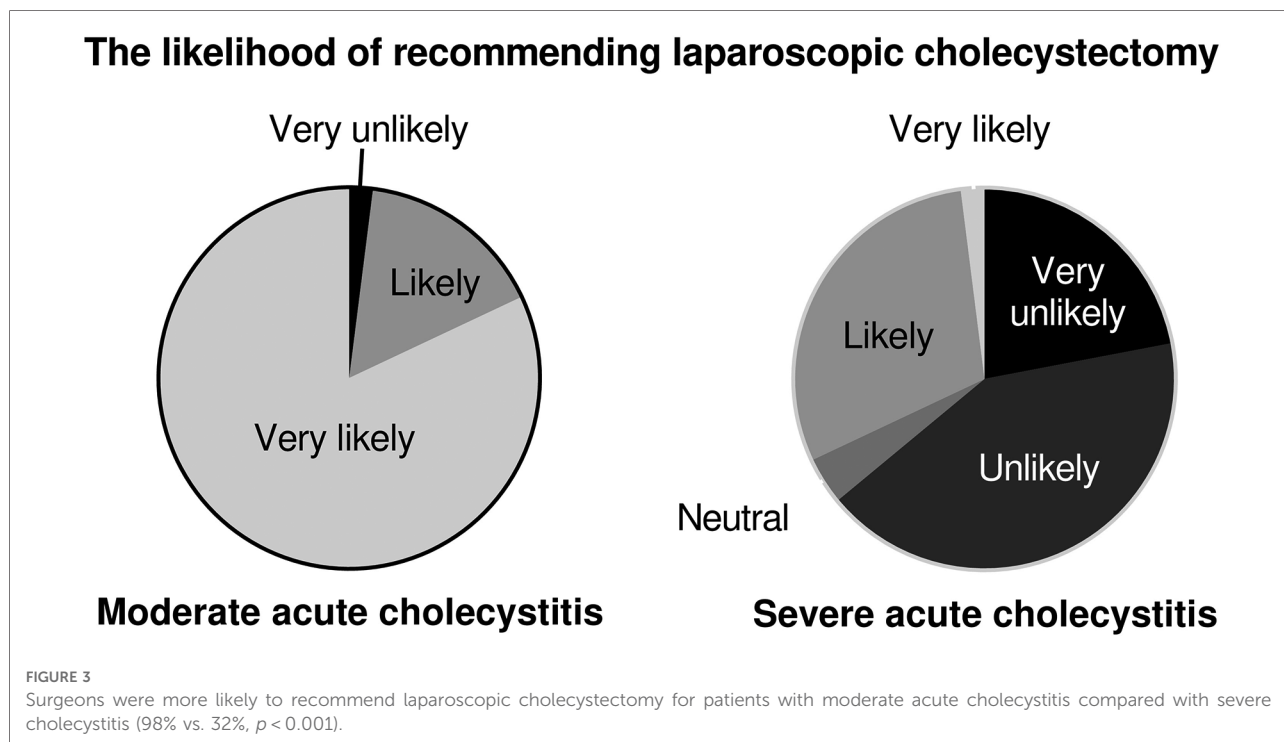 The likelihood of recommending laparoscopic cholecystectomy
Very unlikely
Likely
Very likely
Moderate acute cholecystitis
Very likely
Very
unlikely
Likely
Unlikely
Neutral
Severe acute cholecystitis
FIGURE 3
Surgeons were more likely to recommend laparoscopic cholecystectomy for patients with moderate acute cholecystitis compared with severe
cholecystitis (98% vs. 32%, p < 0.001).